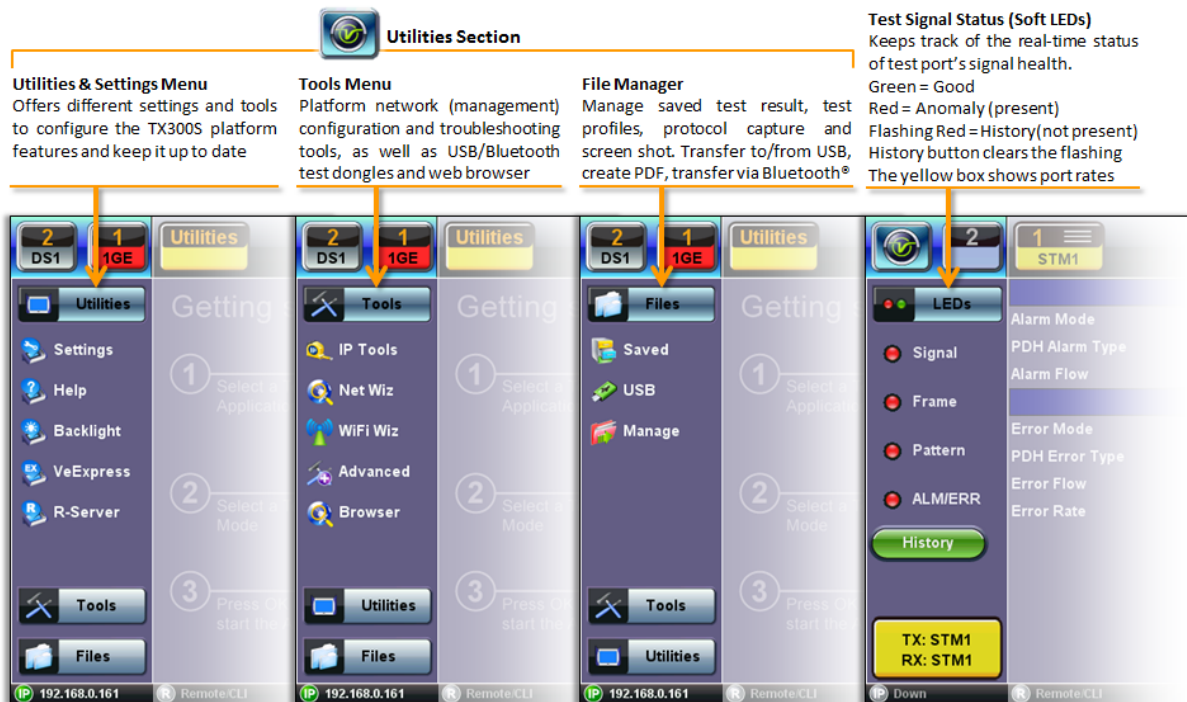 Utilities Section
Utilities & Settings Menu
Offers different settings and tools
to configure the TX300S platform
features and keep it up to date
Tools Menu
Platform network (management)
configuration and troubleshooting
tools, as well as USB/Bluetooth
test dongles and web browser
File Manager
Manage saved test result, test
profiles, protocol capture and
screen shot. Transfer to/from USB,
create PDF, transfer via Bluetooth®
Test Signal Status (Soft LEDs)
Keeps track of the real-time status
of test port's signal health.
Green = Good
Red = Anomaly (present)
Flashing Red = History(not present)
History button clears the flashing
The yellow box shows port rates
2
DS1
1
1GE
Utilities
Utilities
Getting
Settings
Help
Backlight
VeExpress
R-Server
1
Select a
Application
2
Select a
Mode
3
Press OK
start the
Tools
Files
IP 192.168.0.161
R Remote/CLI
2
DS1
1
1GE
Utilities
Tools
Getting
IP Tools
Net Wiz
WiFi Wiz
Advanced
Browser
1
Select a
Applicatio
2
Select a
Mode
3
Press O
start the
Utilities
Files
IP 192.168.0.161
R Remote/CLI
2
DS1
1
1GE
Utilities
Files
Getting
Saved
USB
Manage
1
Select a
Applicatio
2
Select a
Mode
3
Press O
start the
Tools
Utilities
IP 192.168.0.161
R Remote/CLI
2
1
STM1
LEDs
Signal
Frame
Pattern
ALM/ERR
History
Alarm Mode
PDH Alarm Type
Alarm Flow
Error Mode
PDH Error Type
Error Flow
Error Rate
TX: STM1
RX: STM1
IP Down
R Remote/CLI